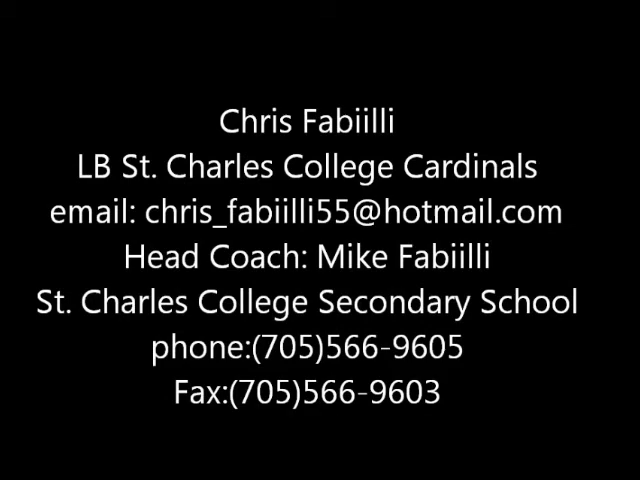 Chris Fabiilli
LB St. Charles College Cardinals
email: chris_fabiilli55@hotmail.com
Head Coach: Mike Fabiilli
St. Charles College Secondary School
phone:(705)566-9605
Fax:(705)566-9603